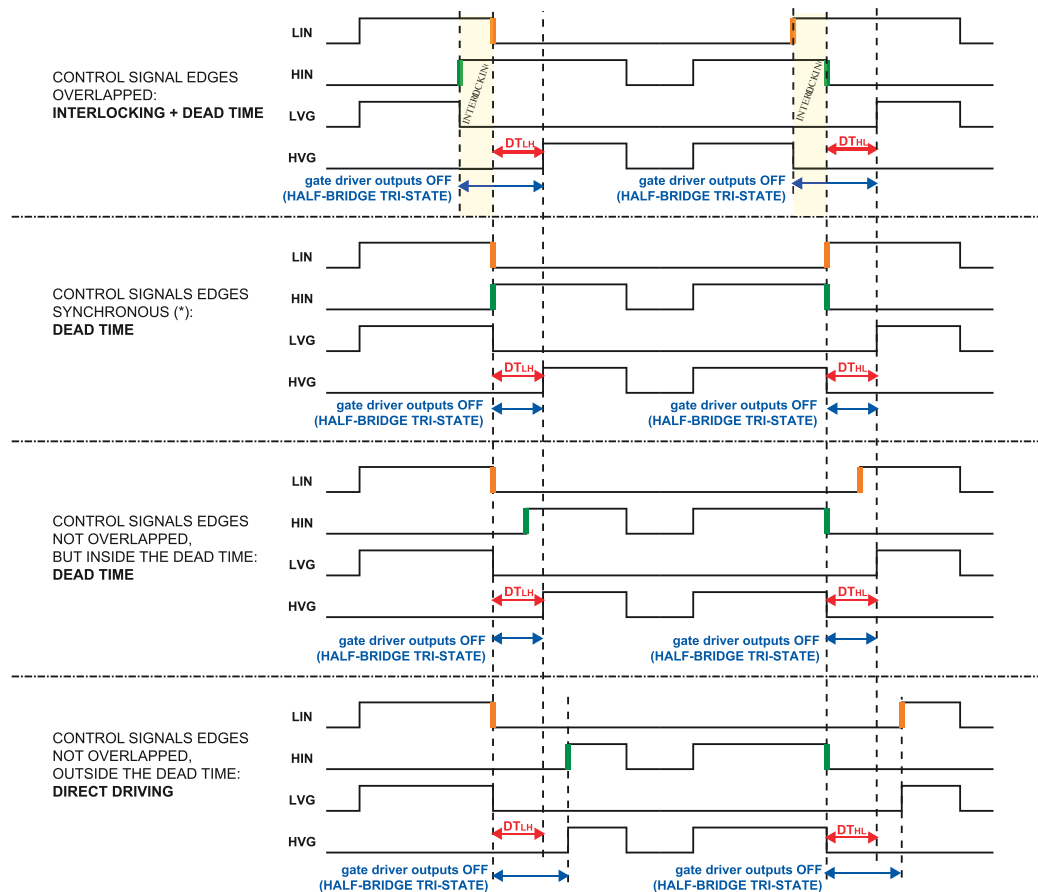 LIN
HIN
CONTROL SIGNAL EDGES
OVERLAPPED:
INTERLOCKING + DEAD TIME
LVG
HVG
INTERLOCKING
INTERLOCKING
DTLH
DTHL
gate driver outputs OFF
(HALF-BRIDGE TRI-STATE)
gate driver outputs OFF
(HALF-BRIDGE TRI-STATE)
LIN
HIN
CONTROL SIGNALS EDGES
SYNCHRONOUS (*):
DEAD TIME
LVG
HVG
DTLH
DTHL
gate driver outputs OFF
(HALF-BRIDGE TRI-STATE)
gate driver outputs OFF
(HALF-BRIDGE TRI-STATE)
LIN
HIN
CONTROL SIGNALS EDGES
NOT OVERLAPPED,
BUT INSIDE THE DEAD TIME:
DEAD TIME
LVG
HVG
DTLH
DTHL
gate driver outputs OFF
(HALF-BRIDGE TRI-STATE)
gate driver outputs OFF
(HALF-BRIDGE TRI-STATE)
LIN
HIN
CONTROL SIGNALS EDGES
NOT OVERLAPPED,
OUTSIDE THE DEAD TIME:
DIRECT DRIVING
LVG
HVG
DTLH
DTHL
gate driver outputs OFF
(HALF-BRIDGE TRI-STATE)
gate driver outputs OFF
(HALF-BRIDGE TRI-STATE)